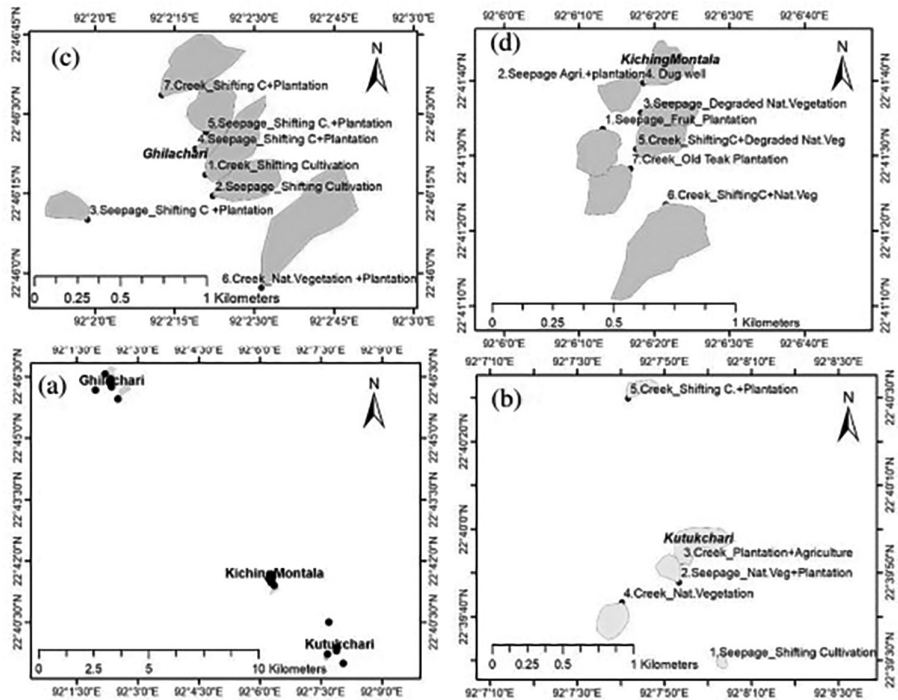 92°2'0"E 92°2'15"E 92°2'30"E 92°2'45"E 92°3'0"E
22°46'45"N
22°46'30"N
22°46'15"N
22°46'0"N
(c)
N
7.Creek_Shifting C+Plantation
5.Seepage_Shifting C.+Plantation
4.Seepage_Shifting C+Plantation
Ghilachari
1.Creek_Shifting Cultivation
2.Seepage_Shifting Cultivation
3.Seepage_Shifting C +Plantation
6.Creek_Nat.Vegetation +Plantation
0 0.25 0.5 1 Kilometers
22°46'30"N
22°46'15"N
22°46'0"N
92°2'0"E 92°2'15"E 92°2'30"E 92°2'45"E 92°3'0"E
92°6'0"E 92°6'10"E 92°6'20"E 92°6'40"E
22°41'40"N
22°41'30"N
22°41'20"N
22°41'10"N
(d)
N
KichingMontala
2.Seepage Agri.+plantation
4. Dug well
3.Seepage_Degraded Nat.Vegetation
1.Seepage_Fruit_Plantation
5.Creek_ShiftingC+Degraded Nat.Veg
7.Creek_Old Teak Plantation
6.Creek_ShiftingC+Nat.Veg
0 0.25 0.5 1 Kilometers
22°41'40"N
22°41'30"N
22°41'20"N
22°41'10"N
92°6'0"E 92°6'10"E 92°6'20"E 92°6'40"E
92°1'30"E 92°3'0"E 92°4'30"E 92°6'0"E 92°7'30"E 92°9'0"E
22°46'30"N
22°45'0"N
22°43'30"N
22°42'0"N
22°40'30"N
(a)
N
Ghilachari
KichingMontala
Kutukchari
0 2.5 5 10 Kilometers
22°46'30"N
22°45'0"N
22°43'30"N
22°42'0"N
22°40'30"N
92°1'30"E 92°3'0"E 92°4'30"E 92°6'0"E 92°7'30"E 92°9'0"E
92°7'10"E 92°7'30"E 92°7'50"E 92°8'10"E 92°8'30"E
22°40'20"N
22°40'0"N
22°39'40"N
(b)
N
5.Creek_Shifting C.+Plantation
Kutukchari
3.Creek_Plantation+Agriculture
2.Seepage_Nat.Veg+Plantation
4.Creek_Nat.Vegetation
1.Seepage_Shifting Cultivation
0 0.25 0.5 1 Kilometers
22°40'10"N
22°39'50"N
22°39'30"N
92°7'10"E 92°7'30"E 92°7'50"E 92°8'10"E 92°8'30"E